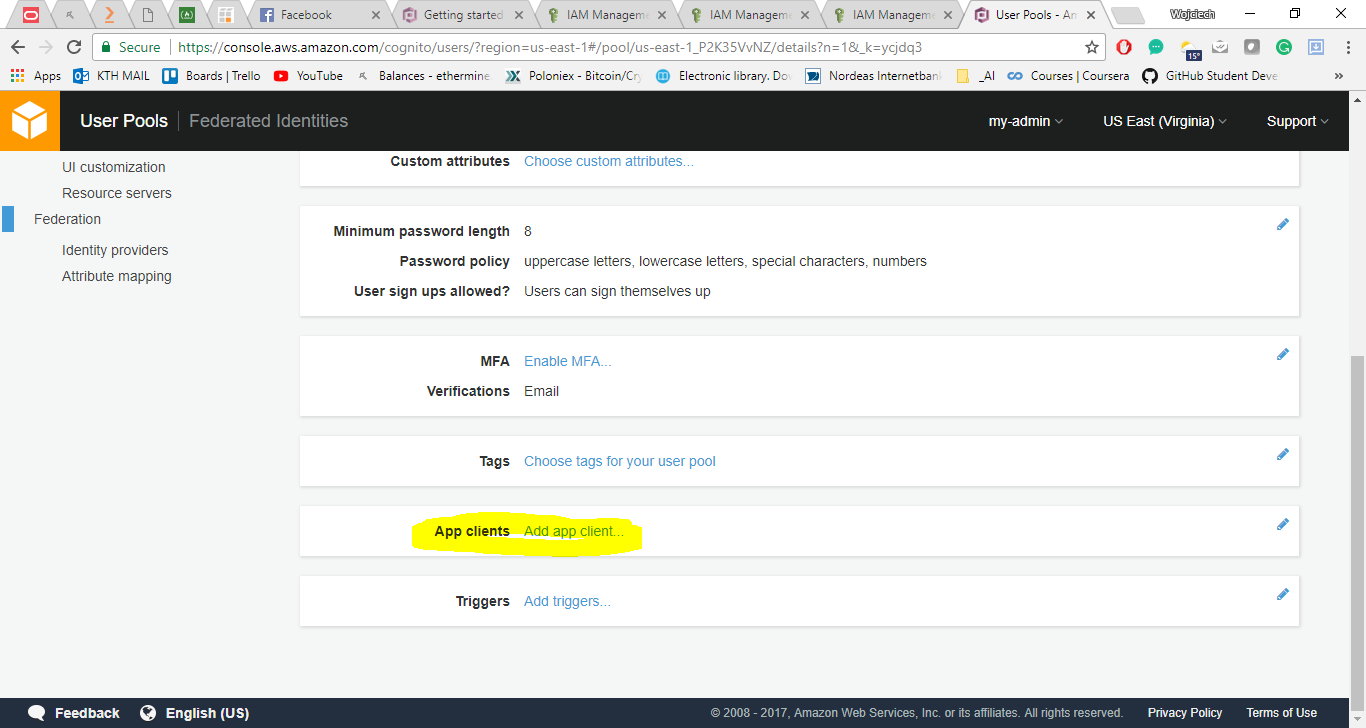 Facebook
Getting started
IAM Manageme
IAM Manageme
IAM Manageme
User Pools - Am
Wojciech
Secure
https://console.aws.amazon.com/cognito/users/?region=us-east-1#/pool/us-east-1_P2K35VvNZ/details?n=1&_k=ycjdq3
15°
Apps
KTH MAIL
Boards | Trello
YouTube
Balances - ethermine.
Poloniex - Bitcoin/Cry
Electronic library. Dow
Nordeas Internetbank
_AI
Courses | Coursera
GitHub Student Deve
»
User Pools
Federated Identities
my-admin
US East (Virginia)
Support
UI customization
Resource servers
Federation
Identity providers
Attribute mapping
Custom attributes Choose custom attributes...
Minimum password length 8
Password policy uppercase letters, lowercase letters, special characters, numbers
User sign ups allowed? Users can sign themselves up
MFA Enable MFA...
Verifications Email
Tags Choose tags for your user pool
App clients Add app client...
Triggers Add triggers...
Feedback
English (US)
© 2008 - 2017, Amazon Web Services, Inc. or its affiliates. All rights reserved.
Privacy Policy
Terms of Use